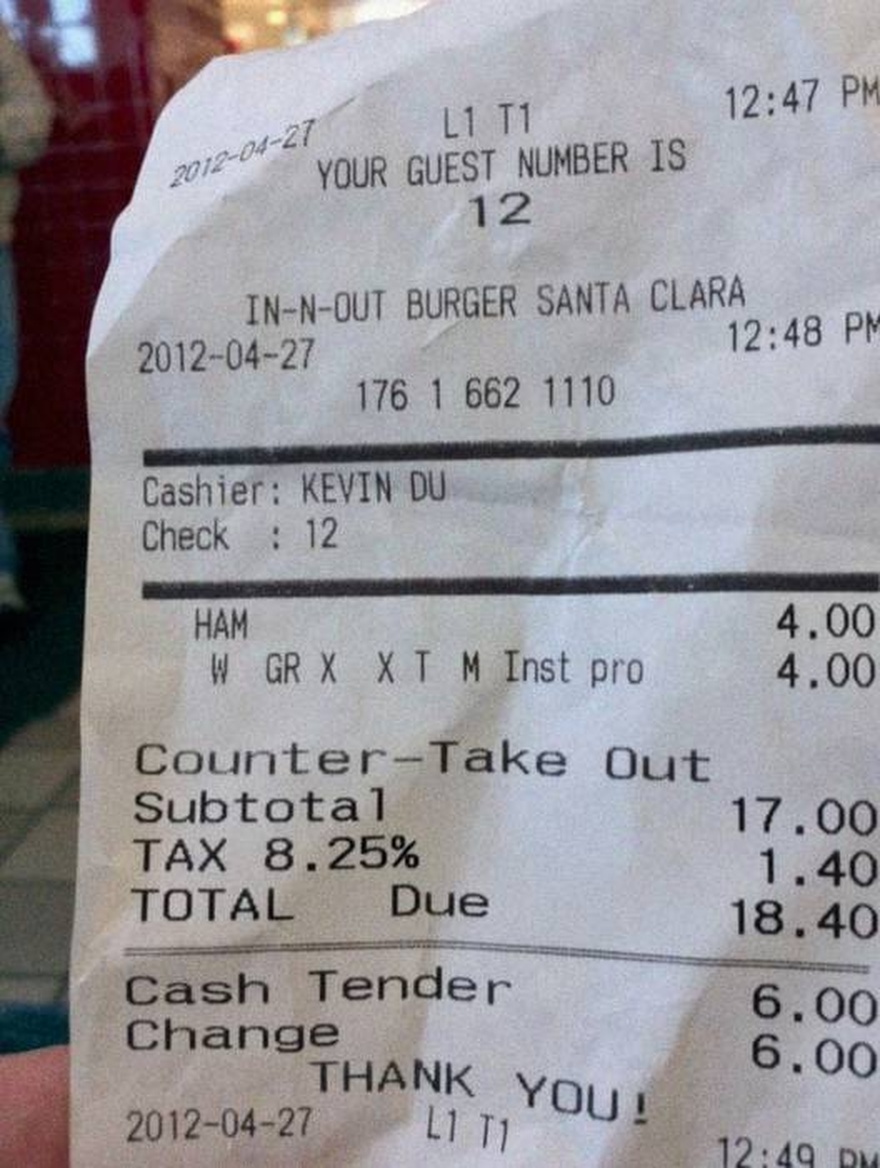 2012-04-27 L1 T1 12:47 PM
YOUR GUEST NUMBER IS
12
IN-N-OUT BURGER SANTA CLARA
2012-04-27 12:48 PM
176 1 662 1110
Cashier: KEVIN DU
Check : 12
HAM 4.00
W GR X X T M Inst pro 4.00
Counter-Take Out
Subtotal 17.00
TAX 8.25% 1.40
TOTAL Due 18.40
Cash Tender 6.00
Change 6.00
THANK YOU!
2012-04-27 L1 T1 12:49 PM